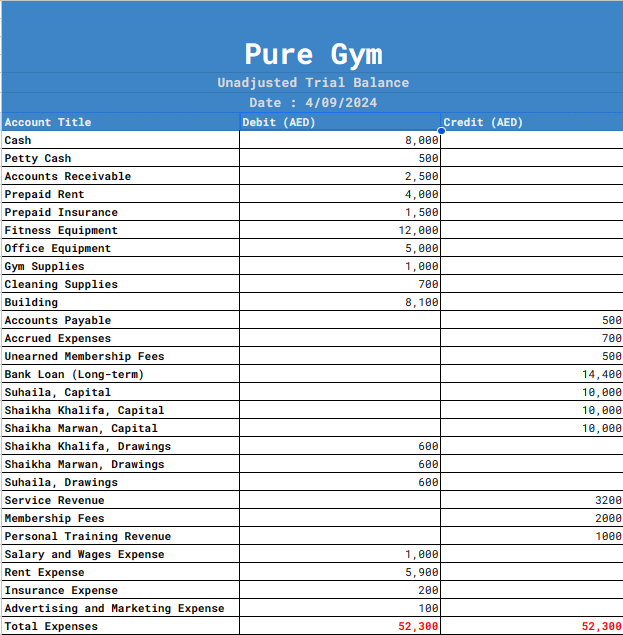 Pure Gym
Unadjusted Trial Balance
Date : 4/09/2024
Account Title Debit (AED) Credit (AED)
Cash 8,000
Petty Cash 500
Accounts Receivable 2,500
Prepaid Rent 4,000
Prepaid Insurance 1,500
Fitness Equipment 12,000
Office Equipment 5,000
Gym Supplies 1,000
Cleaning Supplies 700
Building 8,100
Accounts Payable 500
Accrued Expenses 700
Unearned Membership Fees 500
Bank Loan (Long-term) 14,400
Suhaila, Capital 10,000
Shaikha Khalifa, Capital 10,000
Shaikha Marwan, Capital 10,000
Shaikha Khalifa, Drawings 600
Shaikha Marwan, Drawings 600
Suhaila, Drawings 600
Service Revenue 3200
Membership Fees 2000
Personal Training Revenue 1000
Salary and Wages Expense 1,000
Rent Expense 5,900
Insurance Expense 200
Advertising and Marketing Expense 100
Total Expenses 52,300 52,300